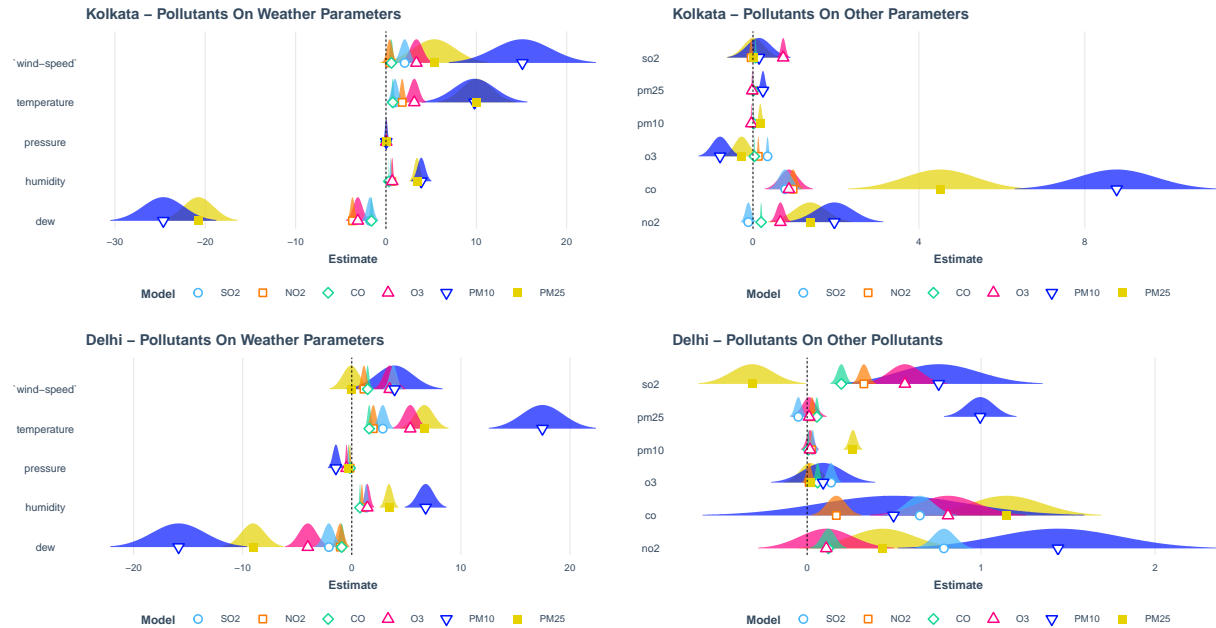 Kolkata – Pollutants On Weather Parameters
`wind−speed`
temperature
pressure
humidity
dew
−30
−20
−10
0
10
20
Estimate
Model SO2 NO2 CO O3 PM10 PM25
Kolkata – Pollutants On Other Parameters
so2
pm25
pm10
o3
co
no2
0
4
8
Estimate
Model SO2 NO2 CO O3 PM10 PM25
Delhi – Pollutants On Weather Parameters
`wind−speed`
temperature
pressure
humidity
dew
−20
−10
0
10
20
Estimate
Model SO2 NO2 CO O3 PM10 PM25
Delhi – Pollutants On Other Pollutants
so2
pm25
pm10
o3
co
no2
0
1
2
Estimate
Model SO2 NO2 CO O3 PM10 PM25